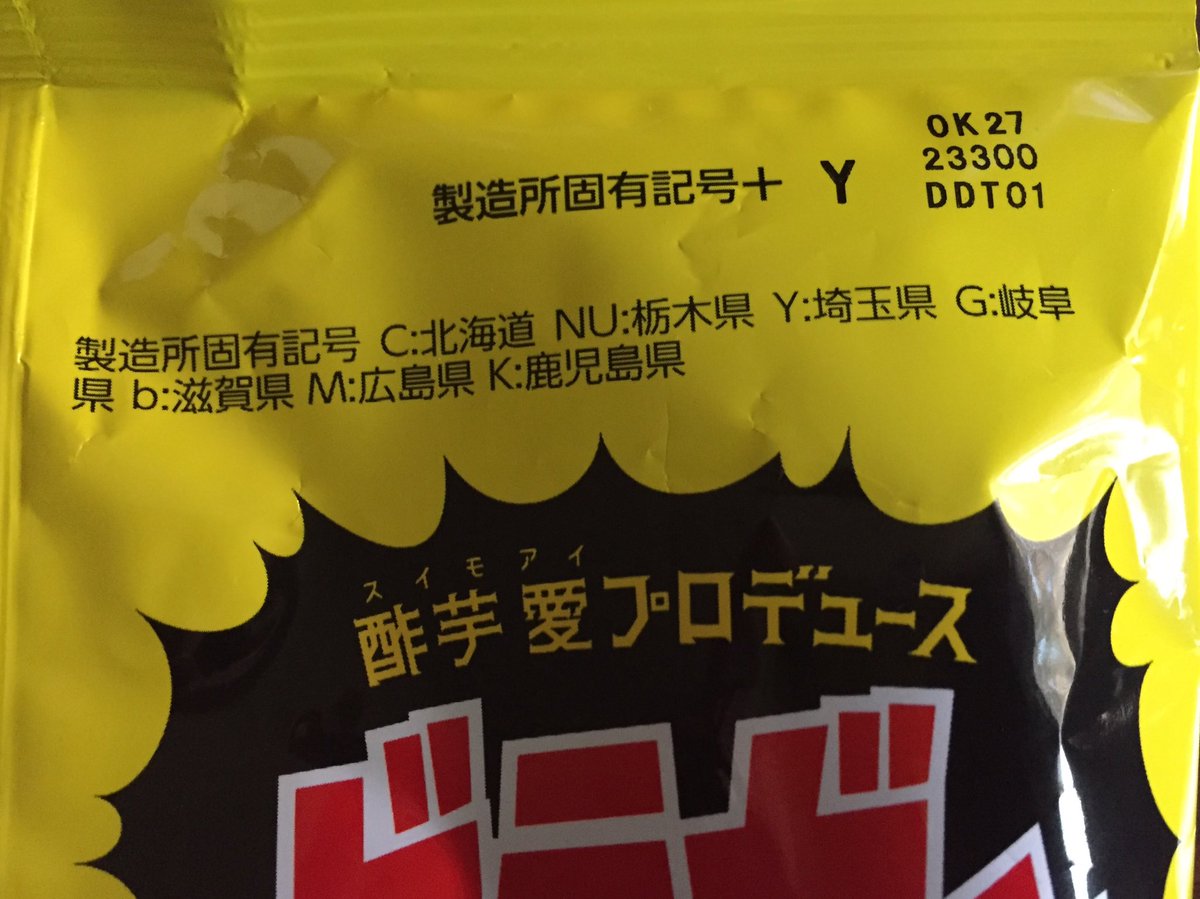 OK27
製造所固有記号+ Y 23300
DDT01
製造所固有記号 C:北海道 NU:栃木県 Y:埼玉県 G:岐阜
県 b:滋賀県 M:広島県 K:鹿児島県
スイモアイ
酢芋愛プロデュース